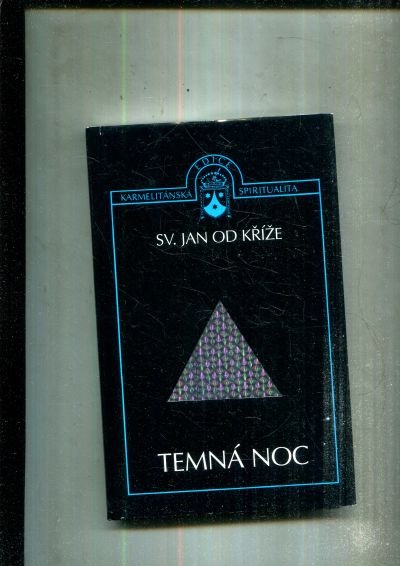 EDICE
KARMELITÁNSKÁ SPIRITUALITA
SV. JAN OD KŘÍŽE
TEMNÁ NOC